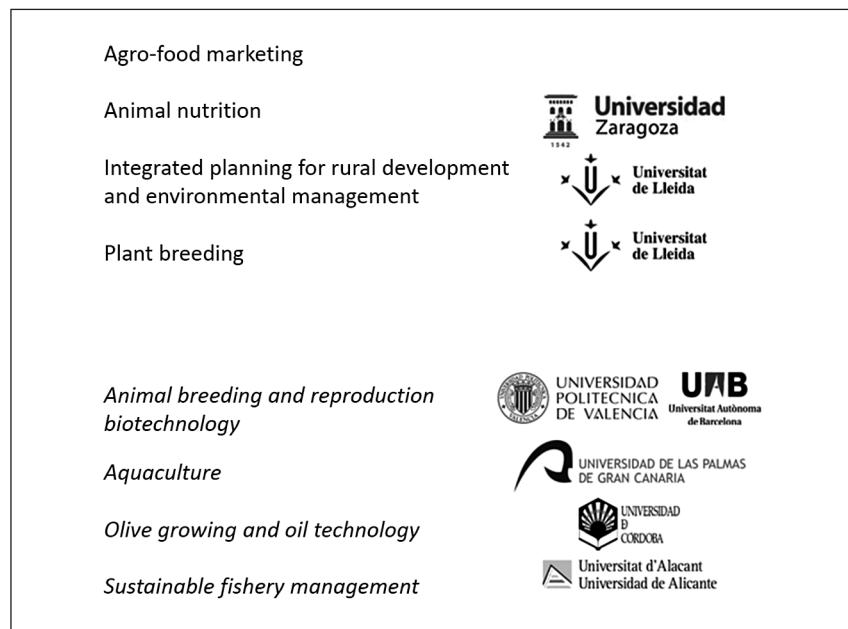 Agro-food marketing
Animal nutrition
1542
Universidad
Zaragoza
Integrated planning for rural development
and environmental management
Universitat
de Lleida
Plant breeding
Universitat
de Lleida
Animal breeding and reproduction
biotechnology
UNIVERSIDAD
POLITECNICA
DE VALENCIA
UAB
Universitat Autònoma
de Barcelona
Aquaculture
UNIVERSIDAD DE LAS PALMAS
DE GRAN CANARIA
Olive growing and oil technology
UNIVERSIDAD
Đ
CÓRDOBA
Sustainable fishery management
Universitat d'Alacant
Universidad de Alicante